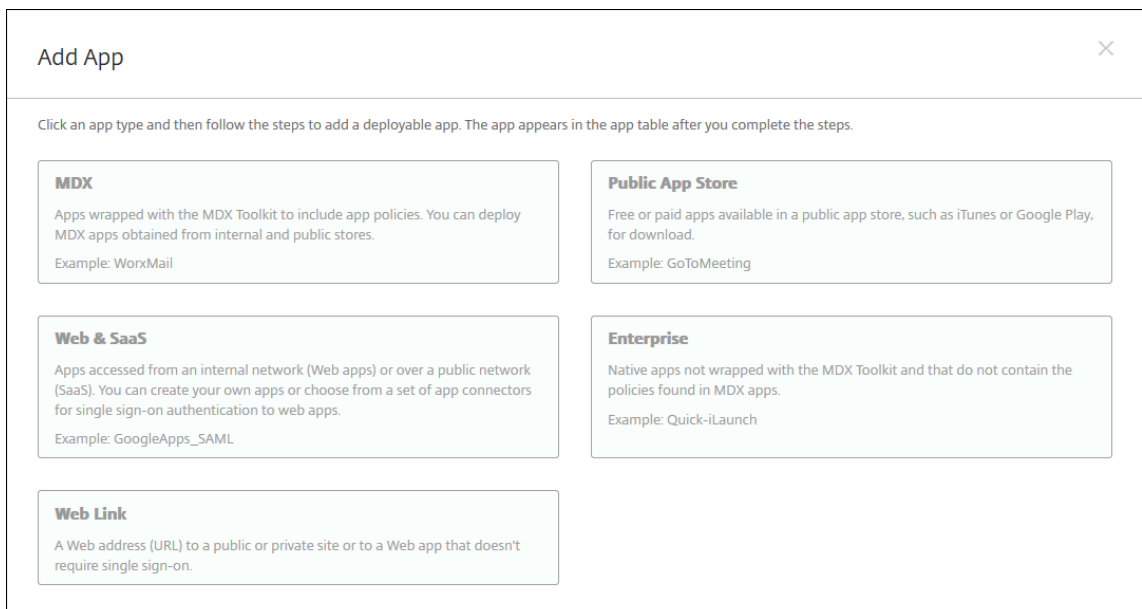 Add App
Click an app type and then follow the steps to add a deployable app. The app appears in the app table after you complete the steps.
MDX
Apps wrapped with the MDX Toolkit to include app policies. You can deploy
MDX apps obtained from internal and public stores.
Example: WorxMail
Public App Store
Free or paid apps available in a public app store, such as iTunes or Google Play,
for download.
Example: GoToMeeting
Web & SaaS
Apps accessed from an internal network (Web apps) or over a public network
(SaaS). You can create your own apps or choose from a set of app connectors
for single sign-on authentication to web apps.
Example: GoogleApps_SAML
Enterprise
Native apps not wrapped with the MDX Toolkit and that do not contain the
policies found in MDX apps.
Example: Quick-iLaunch
Web Link
A Web address (URL) to a public or private site or to a Web app that doesn't
require single sign-on.